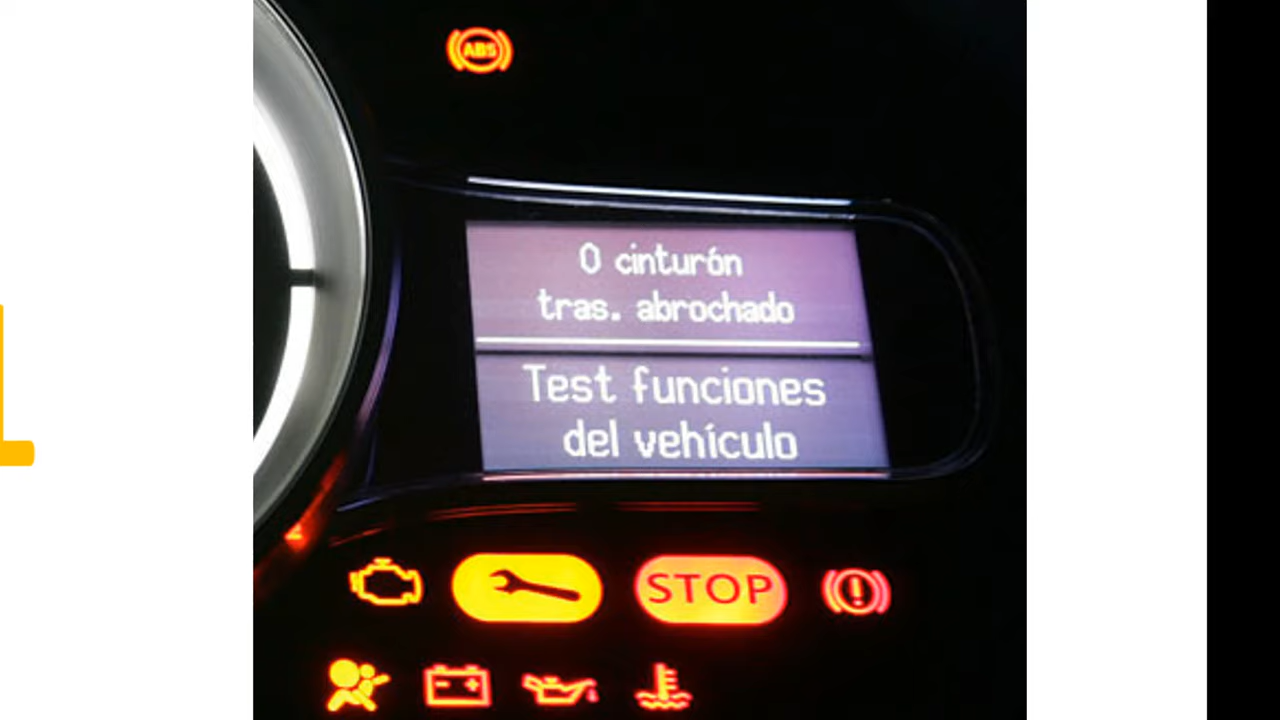 ABS
0 cinturón
tras. abrochado
Test funciones
del vehículo
STOP